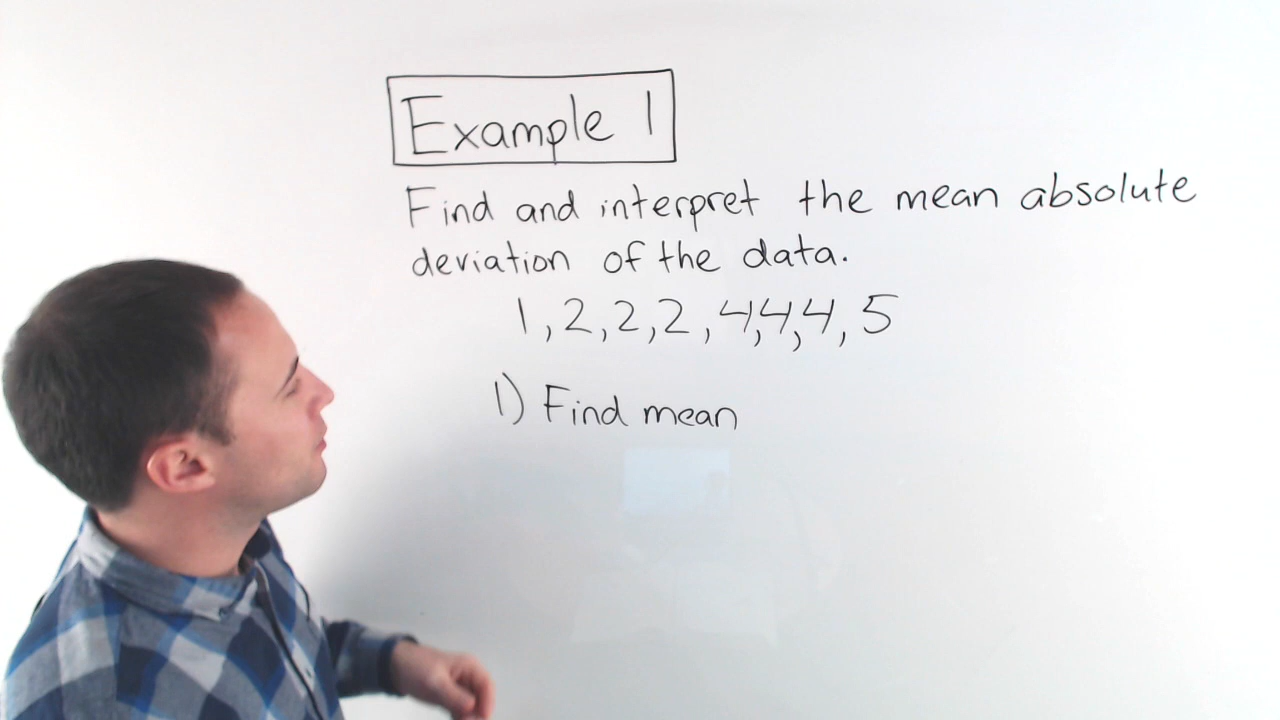 Example 1
Find and interpret the mean absolute
deviation of the data.
1, 2, 2, 2, 4, 4, 4, 5
1) Find mean